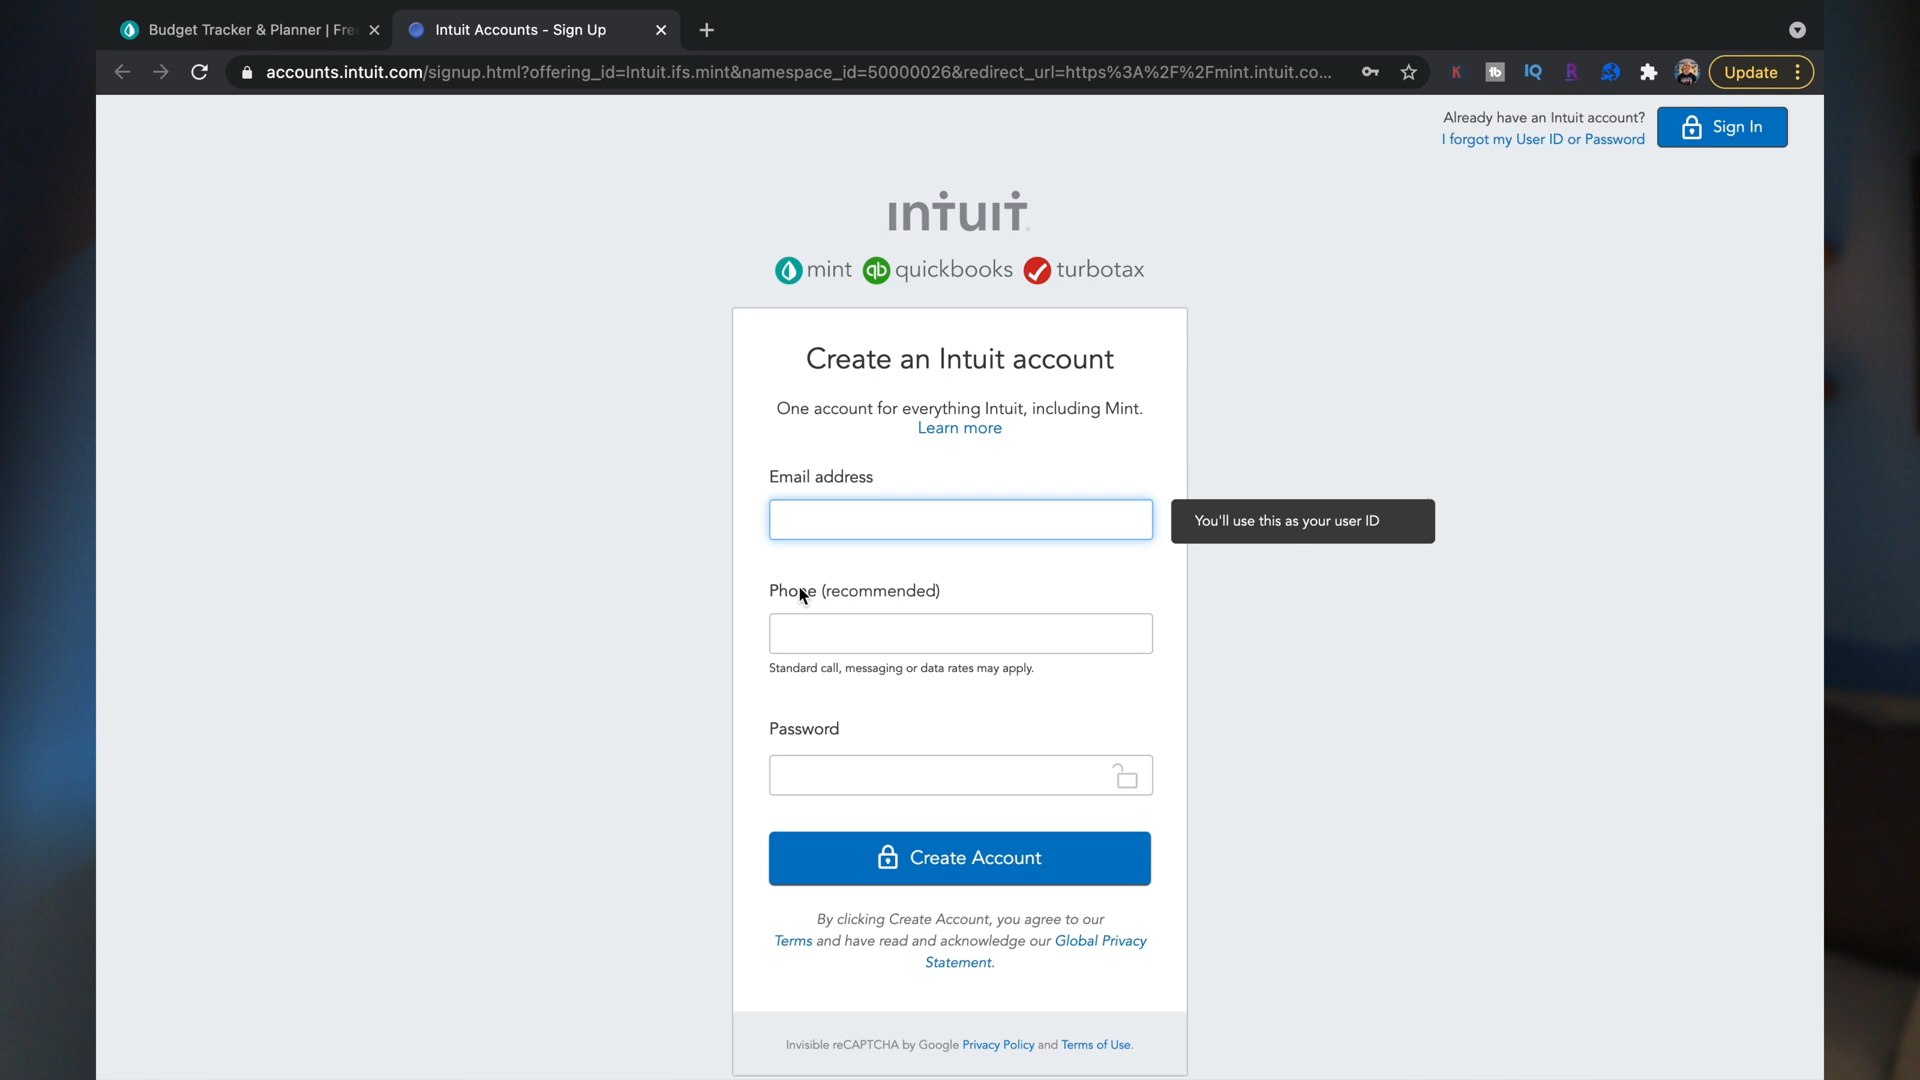 Budget Tracker & Planner | Fre
Intuit Accounts - Sign Up
accounts.intuit.com/signup.html?offering_id=Intuit.ifs.mint&namespace_id=50000026&redirect_url=https%3A%2F%2Fmint.intuit.co...
K
tb
IQ
R
Update
Already have an Intuit account?
I forgot my User ID or Password
Sign In
intuit
mint
qb quickbooks
turbotax
Create an Intuit account
One account for everything Intuit, including Mint.
Learn more
Email address
You'll use this as your user ID
Phone (recommended)
Standard call, messaging or data rates may apply.
Password
Create Account
By clicking Create Account, you agree to our
Terms and have read and acknowledge our Global Privacy
Statement.
Invisible reCAPTCHA by Google Privacy Policy and Terms of Use.